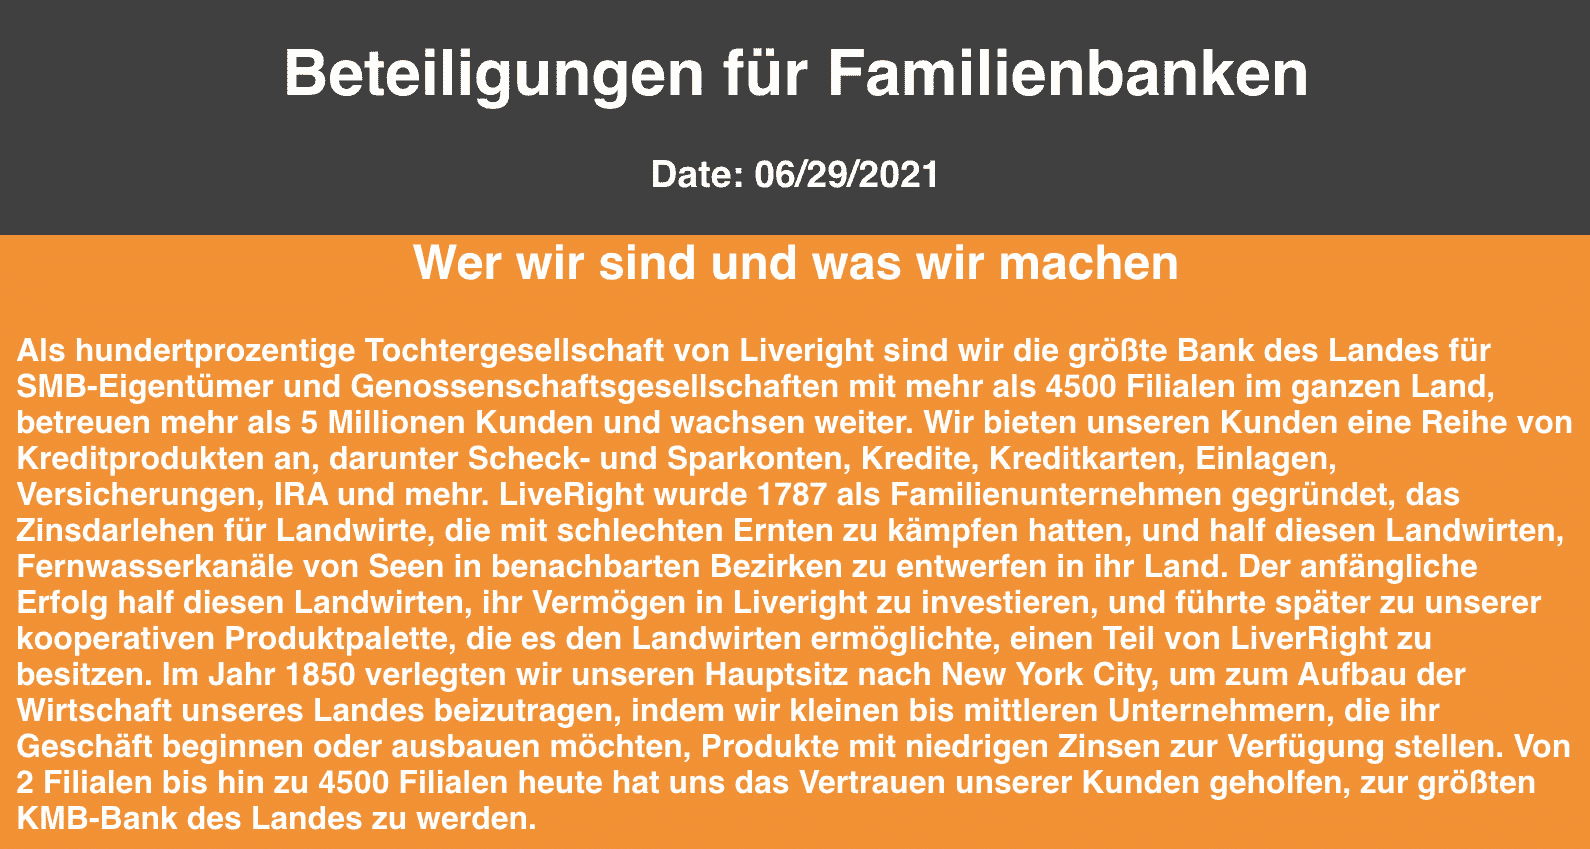 Beteiligungen für Familienbanken
Date: 06/29/2021
Wer wir sind und was wir machen
Als hundertprozentige Tochtergesellschaft von Liveright sind wir die größte Bank des Landes für
SMB-Eigentümer und Genossenschaftsgesellschaften mit mehr als 4500 Filialen im ganzen Land,
betreuen mehr als 5 Millionen Kunden und wachsen weiter. Wir bieten unseren Kunden eine Reihe von
Kreditprodukten an, darunter Scheck- und Sparkonten, Kredite, Kreditkarten, Einlagen,
Versicherungen, IRA und mehr. LiveRight wurde 1787 als Familienunternehmen gegründet, das
Zinsdarlehen für Landwirte, die mit schlechten Ernten zu kämpfen hatten, und half diesen Landwirten,
Fernwasserkanäle von Seen in benachbarten Bezirken zu entwerfen in ihr Land. Der anfängliche
Erfolg half diesen Landwirten, ihr Vermögen in Liveright zu investieren, und führte später zu unserer
kooperativen Produktpalette, die es den Landwirten ermöglichte, einen Teil von LiverRight zu
besitzen. Im Jahr 1850 verlegten wir unseren Hauptsitz nach New York City, um zum Aufbau der
Wirtschaft unseres Landes beizutragen, indem wir kleinen bis mittleren Unternehmern, die ihr
Geschäft beginnen oder ausbauen möchten, Produkte mit niedrigen Zinsen zur Verfügung stellen. Von
2 Filialen bis hin zu 4500 Filialen heute hat uns das Vertrauen unserer Kunden geholfen, zur größten
KMB-Bank des Landes zu werden.